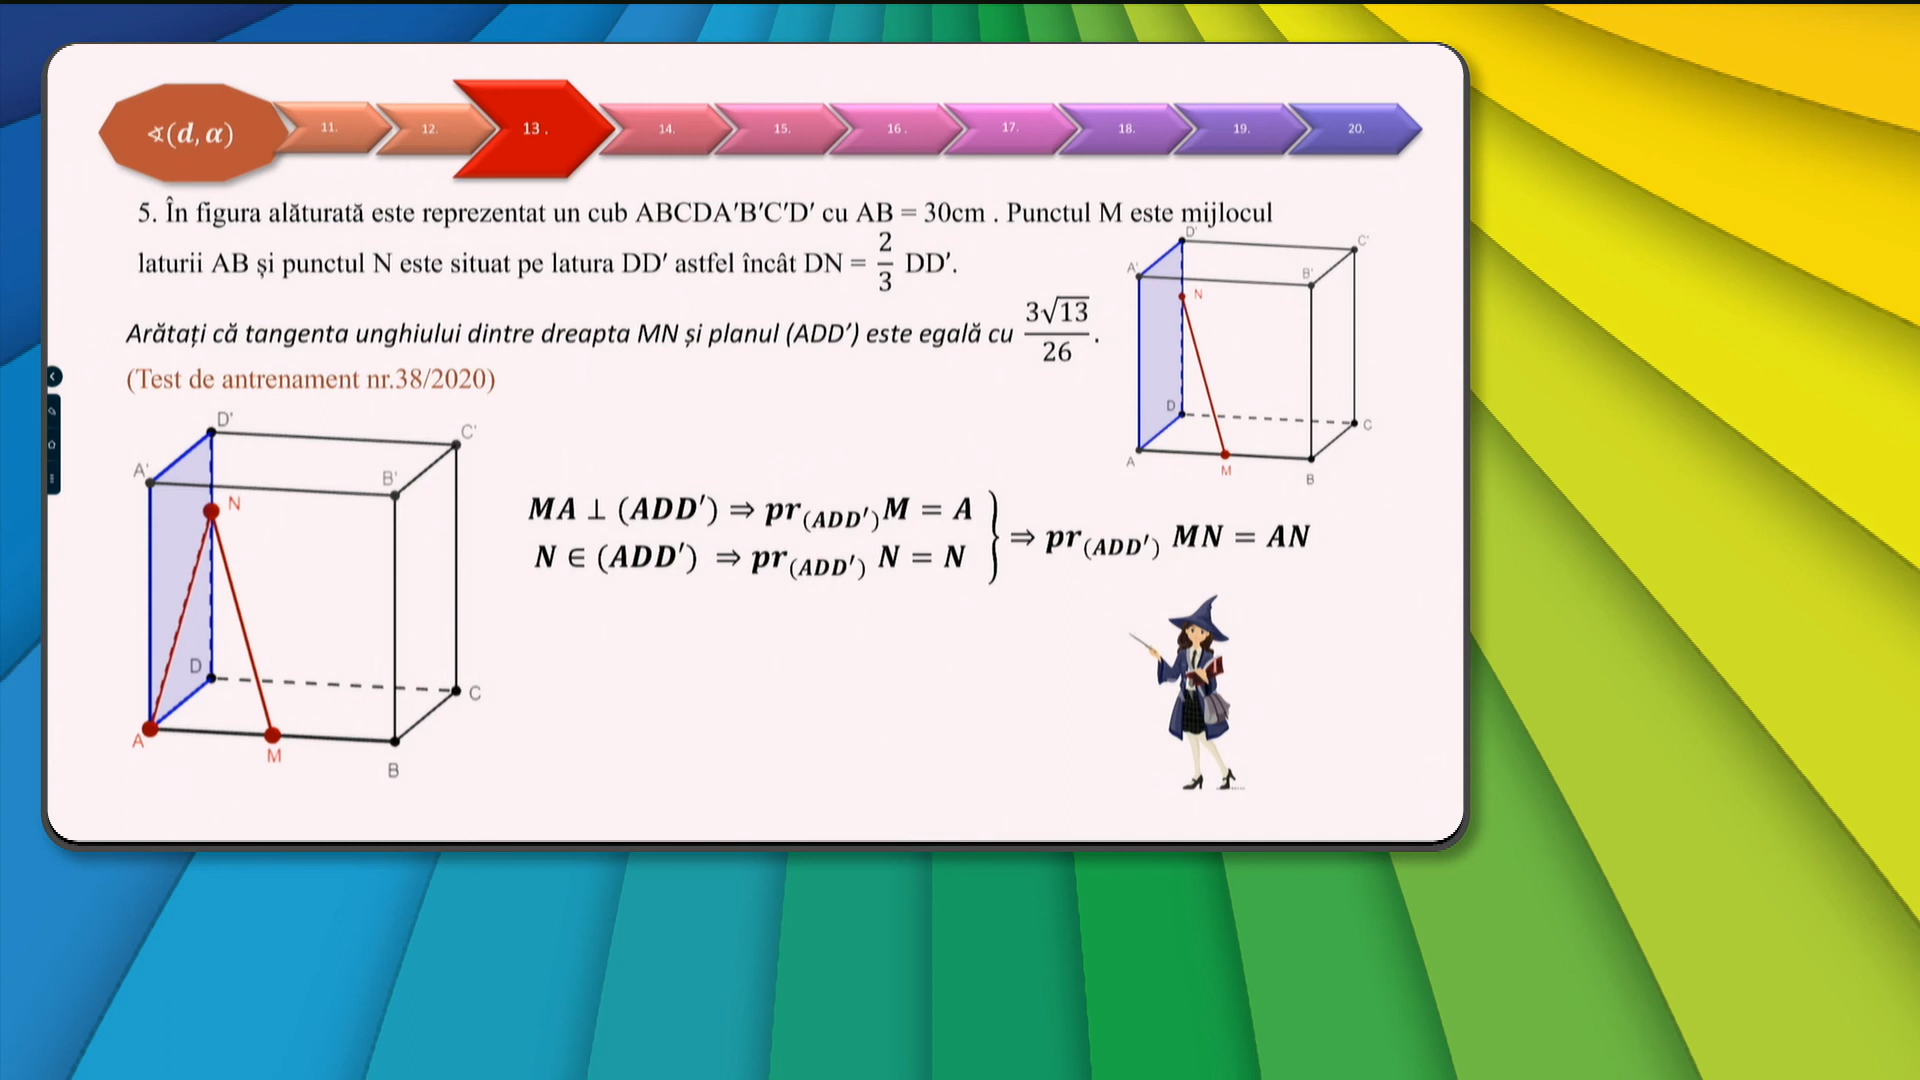 ∢(d, α)
11.
12.
13 .
14.
15.
16 .
17.
18.
19.
20.
5. În figura alăturată este reprezentat un cub ABCDA′B′C′D′ cu AB = 30cm . Punctul M este mijlocul
laturii AB și punctul N este situat pe latura DD′ astfel încât DN = 2/3 DD′.
Arătați că tangenta unghiului dintre dreapta MN și planul (ADD′) este egală cu 3√13/26 .
(Test de antrenament nr.38/2020)
D'
C'
A'
B'
N
D
C
A
M
B
D'
C'
A'
B'
N
D
C
A
M
B
MA ⊥ (ADD′) ⇒ pr(ADD′)M = A
N ∈ (ADD′) ⇒ pr(ADD′) N = N
} ⇒ pr(ADD′) MN = AN